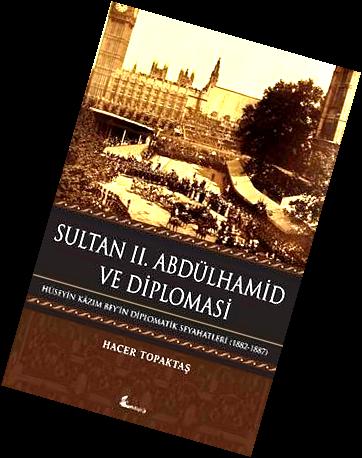 SULTAN II. ABDÜLHAMİD
VE DİPLOMASİ
HÜSEYİN KÂZIM BEY'İN DİPLOMATİK SEYAHATLERİ (1882-1887)
HACER TOPAKTAŞ